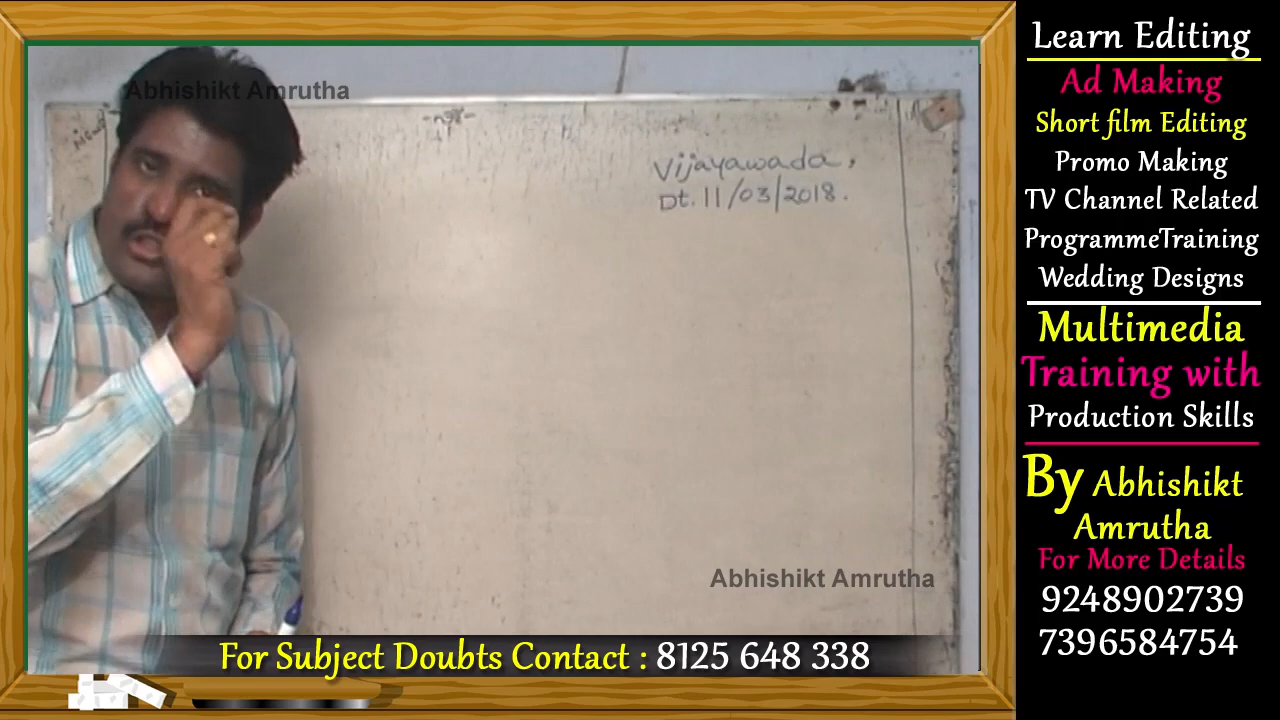 Abhishikt Amrutha
Vijayawada,
Dt. 11/03/2018.
Abhishikt Amrutha
For Subject Doubts Contact : 8125 648 338
Learn Editing
Ad Making
Short film Editing
Promo Making
TV Channel Related
ProgrammeTraining
Wedding Designs
Multimedia
Training with
Production Skills
By Abhishikt
Amrutha
For More Details
9248902739
7396584754